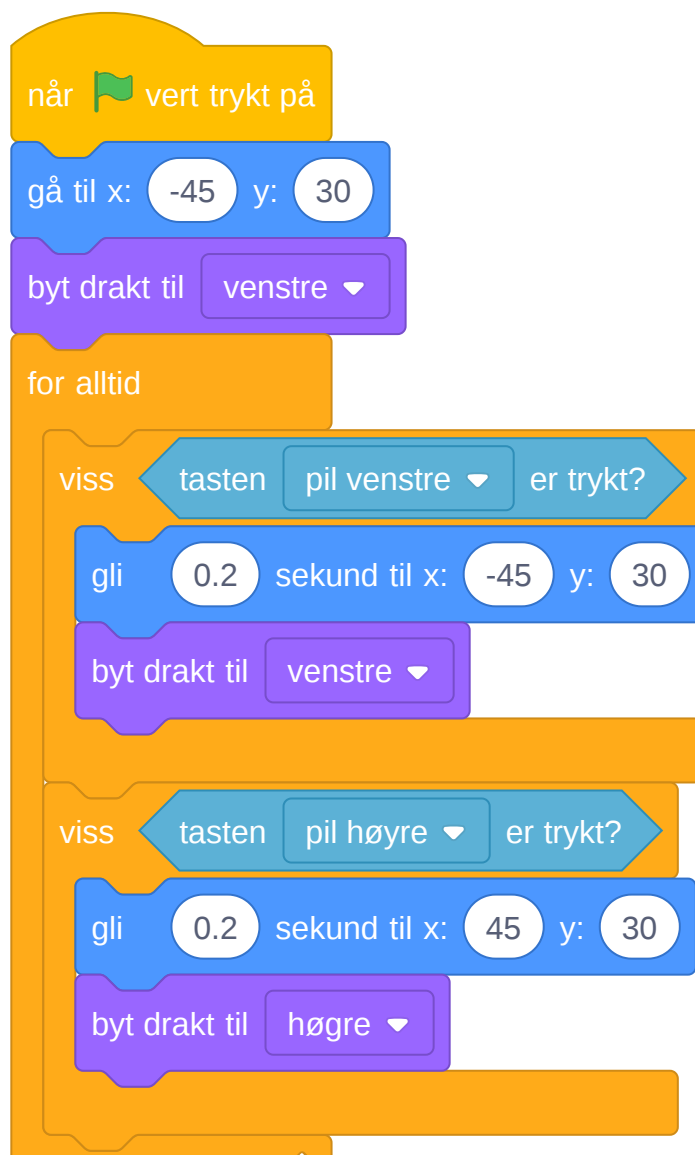 når vert trykt på
gå til x: -45 y: 30
byt drakt til venstre
for alltid
viss tasten pil venstre er trykt?
gli 0.2 sekund til x: -45 y: 30
byt drakt til venstre
viss tasten pil høyre er trykt?
gli 0.2 sekund til x: 45 y: 30
byt drakt til høgre